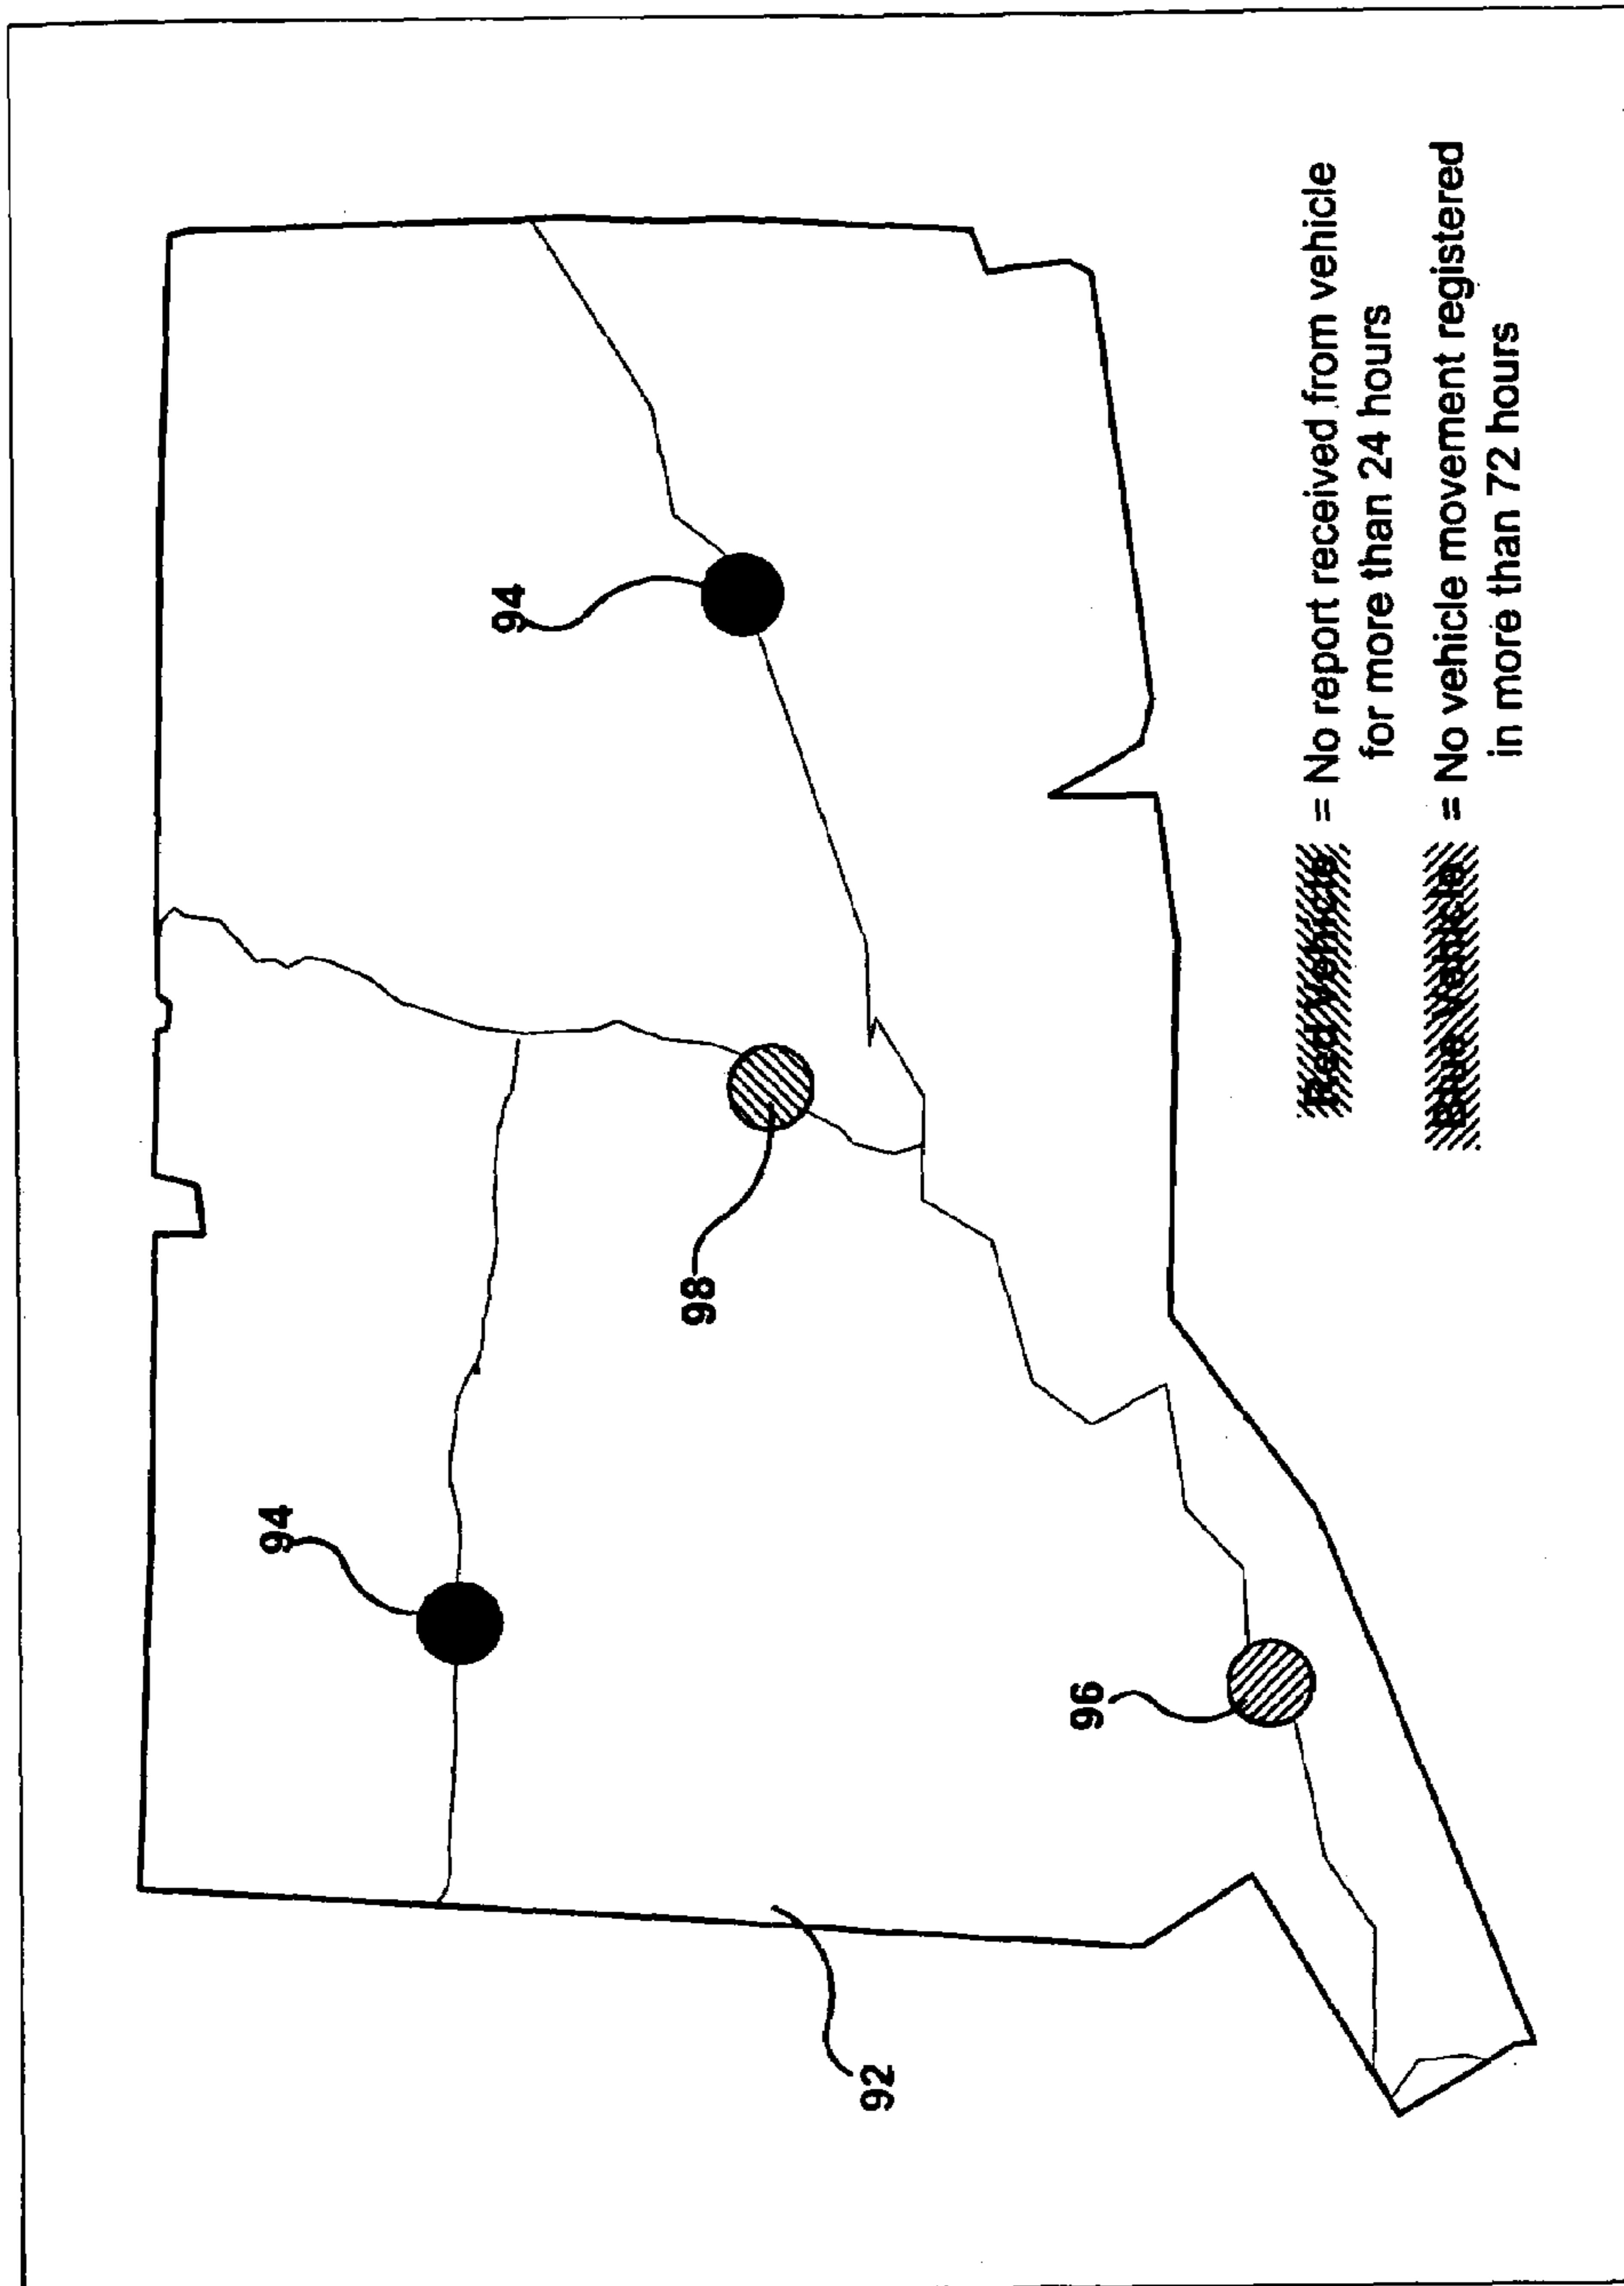 94
94
98
96
92
Red Vehicle = No report received from vehicle
for more than 24 hours
Blue Vehicle = No vehicle movement registered
in more than 72 hours